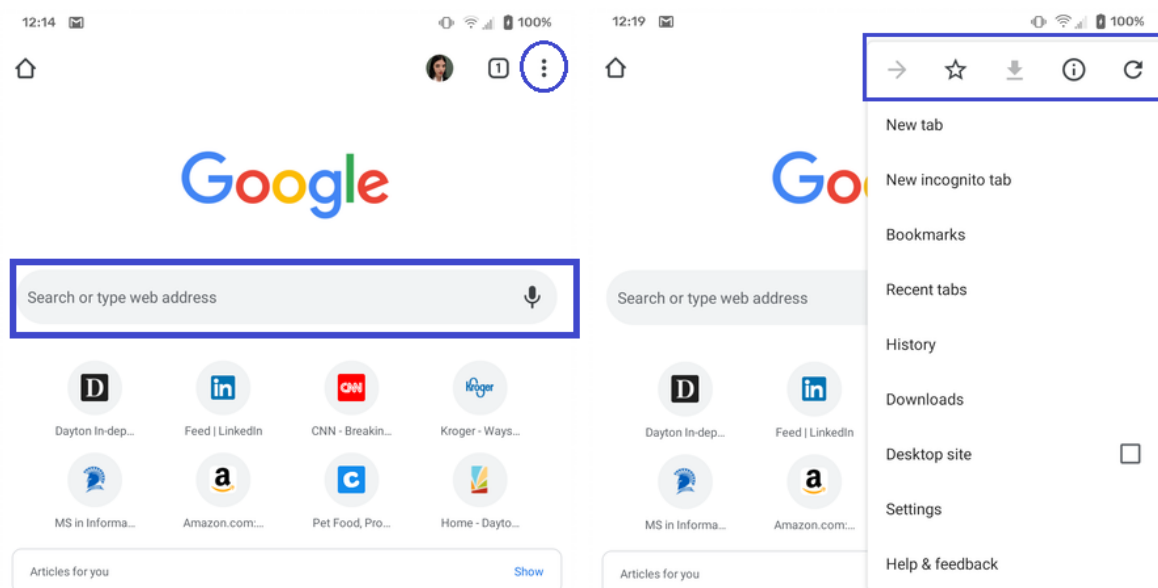 12:14
100%
1
Google
Search or type web address
D
in
CNN
Kroger
Dayton In-dep...
Feed | LinkedIn
CNN - Breakin...
Kroger - Ways...
a
C
MS in Informa...
Amazon.com:...
Pet Food, Pro...
Home - Dayto...
Articles for you
Show
12:19
100%
Goo
Search or type web address
D
in
Dayton In-dep...
Feed | LinkedIn
a
MS in Informa...
Amazon.com:...
Articles for you
New tab
New incognito tab
Bookmarks
Recent tabs
History
Downloads
Desktop site
Settings
Help & feedback